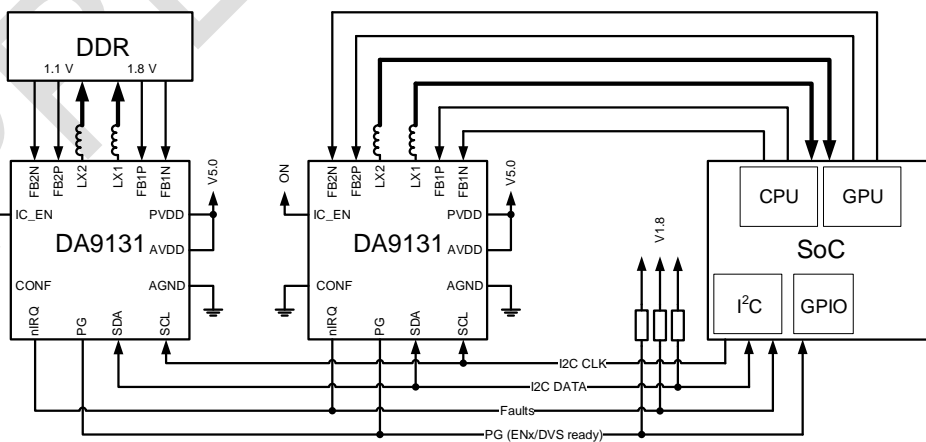 DDR
1.1 V
1.8 V
FB2N
FB2P
LX2
LX1
FB1P
FB1N
V5.0
IC_EN
PVDD
DA9131
AVDD
CONF
AGND
nIRQ
PG
SDA
SCL
ON
FB2N
FB2P
LX2
LX1
FB1P
FB1N
V5.0
IC_EN
PVDD
DA9131
AVDD
CONF
AGND
nIRQ
PG
SDA
SCL
V1.8
CPU
GPU
SoC
I²C
GPIO
I2C CLK
I2C DATA
Faults
PG (ENx/DVS ready)